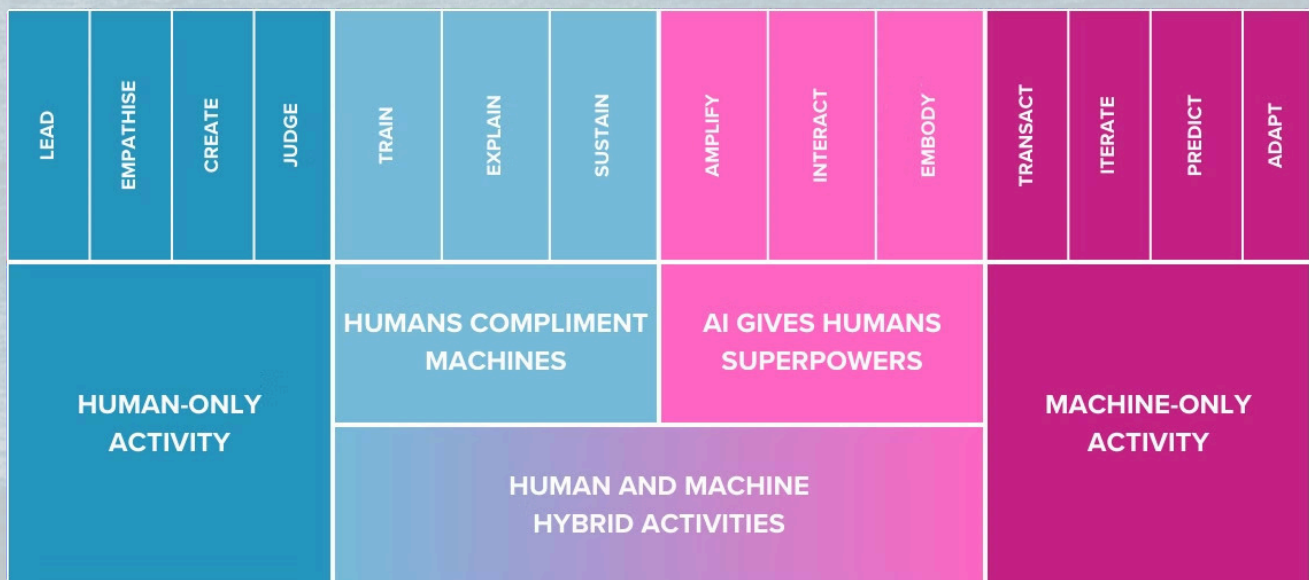 LEAD
EMPATHISE
CREATE
JUDGE
TRAIN
EXPLAIN
SUSTAIN
AMPLIFY
INTERACT
EMBODY
TRANSACT
ITERATE
PREDICT
ADAPT
HUMANS COMPLIMENT
MACHINES
AI GIVES HUMANS
SUPERPOWERS
HUMAN-ONLY
ACTIVITY
MACHINE-ONLY
ACTIVITY
HUMAN AND MACHINE
HYBRID ACTIVITIES